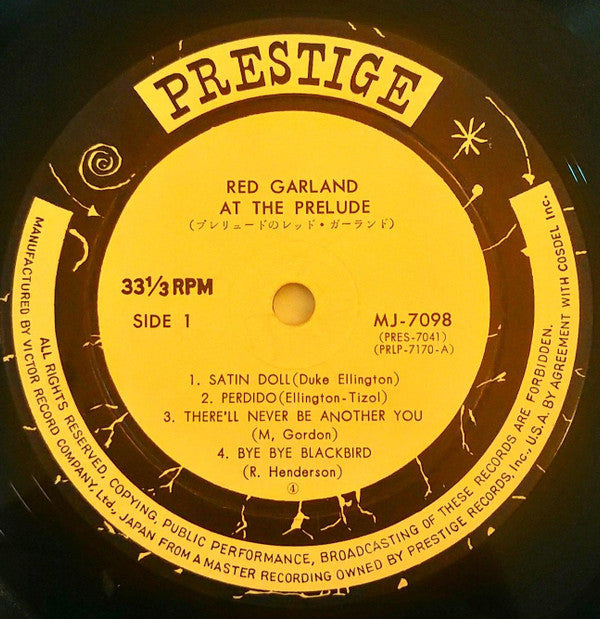 PRESTIGE
RED GARLAND
AT THE PRELUDE
(プレリュードのレッド・ガーランド)
33 1/3 RPM
SIDE 1
MJ-7098
(PRES-7041)
(PRLP-7170-A)
1. SATIN DOLL (Duke Ellington)
2. PERDIDO (Ellington-Tizol)
3. THERE'LL NEVER BE ANOTHER YOU
(M. Gordon)
4. BYE BYE BLACKBIRD
(R. Henderson)
④
ALL RIGHTS RESERVED, COPYING, PUBLIC PERFORMANCE, BROADCASTING OF THESE RECORDS ARE FORBIDDEN.
MANUFACTURED BY VICTOR RECORD COMPANY, Ltd., JAPAN FROM A MASTER RECORDING OWNED BY PRESTIGE RECORDS, Inc., U.S.A. BY AGREEMENT WITH COSDEL Inc.